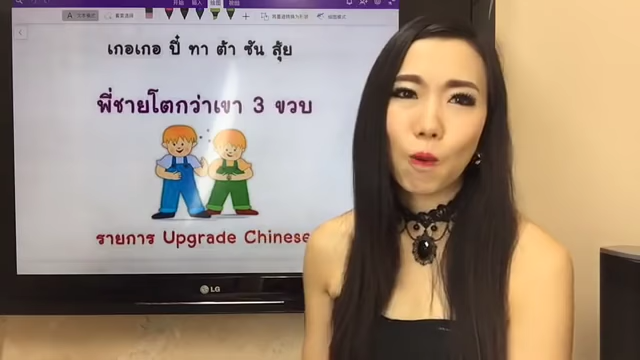 เกอเกอ ปี่ ทา ต้า ซัน สุ้ย
พี่ชายโตกว่าเขา 3 ขวบ
รายการ Upgrade Chinese
LG